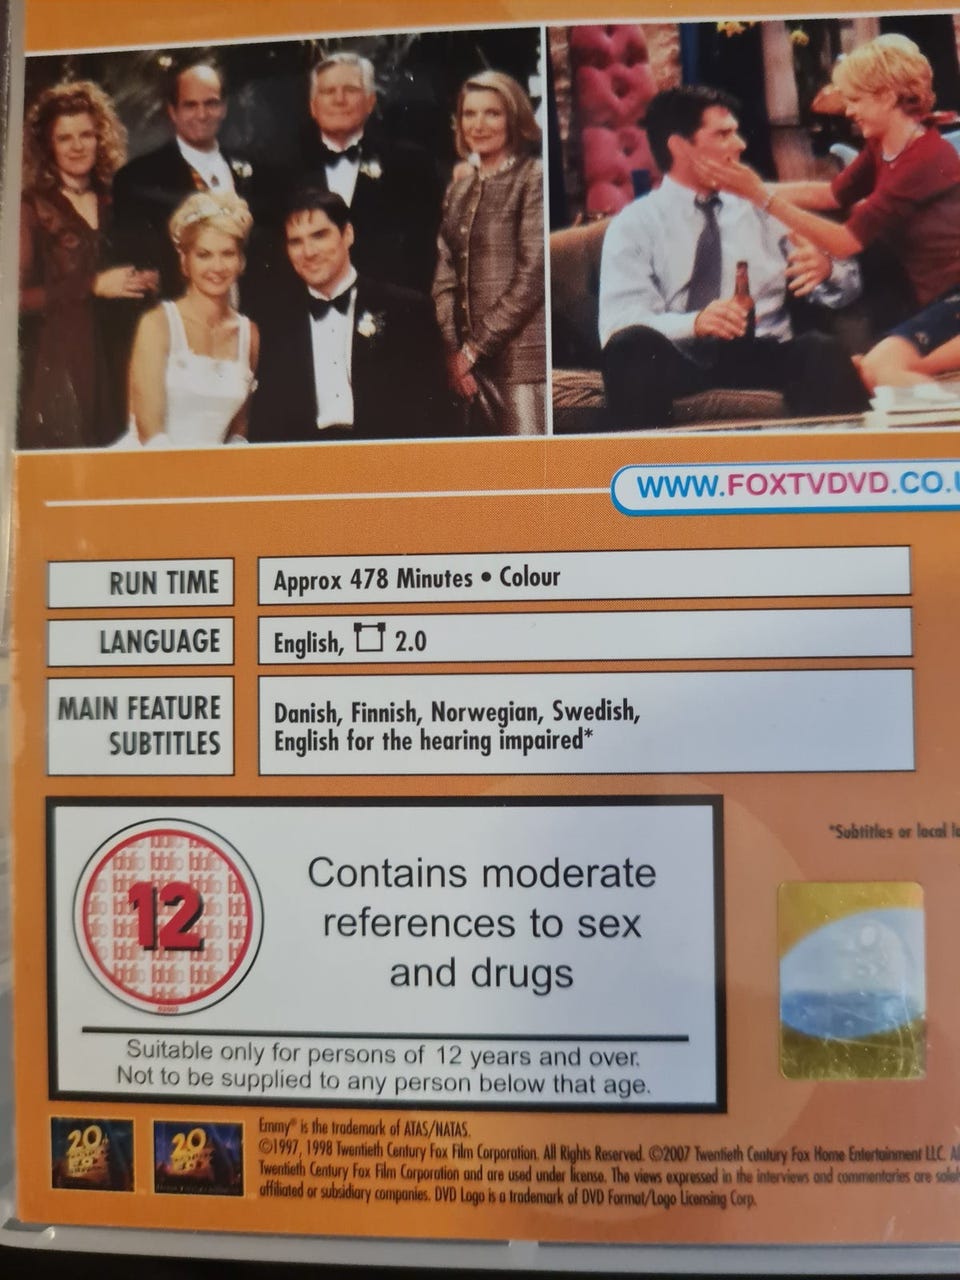 WWW.FOXTVDVD.CO.U
RUN TIME
Approx 478 Minutes • Colour
LANGUAGE
English, 2.0
MAIN FEATURE
SUBTITLES
Danish, Finnish, Norwegian, Swedish,
English for the hearing impaired*
*Subtitles or local
12
Contains moderate
references to sex
and drugs
Suitable only for persons of 12 years and over.
Not to be supplied to any person below that age.
20
20
Emmy® is the trademark of ATAS/NATAS.
©1997, 1998 Twentieth Century Fox Film Corporation. All Rights Reserved. ©2007 Twentieth Century Fox Home Entertainment LLC.
Twentieth Century Fox Film Corporation and are used under license. The views expressed in the interviews and commentaries are
affiliated or subsidiary companies. DVD Logo is a trademark of DVD Format/Logo Licensing Corp.